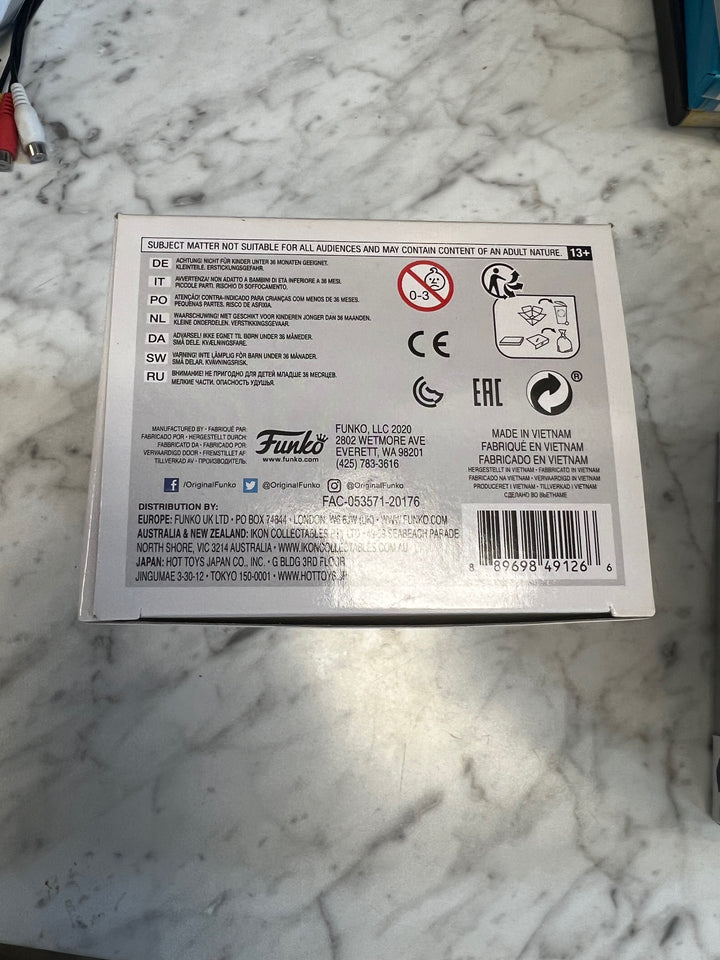 SUBJECT MATTER NOT SUITABLE FOR ALL AUDIENCES AND MAY CONTAIN CONTENT OF AN ADULT NATURE. 13+
DE ACHTUNG! NICHT FÜR KINDER UNTER 36 MONATEN GEEIGNET.
KLEINTEILE. ERSTICKUNGSGEFAHR.
IT AVVERTENZA! NON ADATTO A BAMBINI DI ETÀ INFERIORE A 36 MESI.
PICCOLE PARTI. RISCHIO DI SOFFOCAMENTO.
PO ATENÇÃO! CONTRA-INDICADO PARA CRIANÇAS COM MENOS DE 36 MESES.
PEQUENAS PARTES. RISCO DE ASFIXIA.
NL WAARSCHUWING! NIET GESCHIKT VOOR KINDEREN JONGER DAN 36 MAANDEN.
KLEINE ONDERDELEN. VERSTIKKINGSGEVAAR.
DA ADVARSEL! IKKE EGNET TIL BØRN UNDER 36 MÅNEDER.
SMÅ DELE. KVÆLNINGSFARE.
SW VARNING! INTE LÄMPLIG FÖR BARN UNDER 36 MÅNADER.
SMÅ DELAR. KVÄVNINGSRISK.
RU ВНИМАНИЕ! НЕ ПРИГОДНО ДЛЯ ДЕТЕЙ МЛАДШЕ 36 МЕСЯЦЕВ.
МЕЛКИЕ ЧАСТИ. ОПАСНОСТЬ УДУШЬЯ.
0-3
CE
EAC
®
MANUFACTURED BY • FABRIQUÉ PAR:
FABRICADO POR • HERGESTELLT DURCH:
FABBRICATO DA • FABRICADO POR:
VERVAARDIGD DOOR • FREMSTILLET AF:
TILLVERKAD AV • ПРОИЗВОДИТЕЛЬ:
Funko
www.funko.com
FUNKO, LLC 2020
2802 WETMORE AVE
EVERETT, WA 98201
(425) 783-3616
MADE IN VIETNAM
FABRIQUÉ EN VIETNAM
FABRICADO EN VIETNAM
HERGESTELLT IN VIETNAM • FABBRICATO IN VIETNAM
FABRICADO NA VIETNAM • VERVAARDIGD IN VIETNAM
PRODUCERET I VIETNAM • TILLVERKAD I VIETNAM
СДЕЛАНО ВО ВЬЕТНАМЕ
/OriginalFunko @OriginalFunko @OriginalFunko
FAC-053571-20176
DISTRIBUTION BY:
EUROPE: FUNKO UK LTD • PO BOX 74844 • LONDON, W6 6JW (UK) • WWW.FUNKO.COM
AUSTRALIA & NEW ZEALAND: IKON COLLECTABLES PTY LTD • SEABEACH PARADE
NORTH SHORE, VIC 3214 AUSTRALIA • WWW.IKONCOLLECTABLES.COM.AU
JAPAN: HOT TOYS JAPAN CO., INC. • G BLDG 3RD FLOOR
JINGUMAE 3-30-12 • TOKYO 150-0001 • WWW.HOTTOYS.JP
8 89698 49126 6